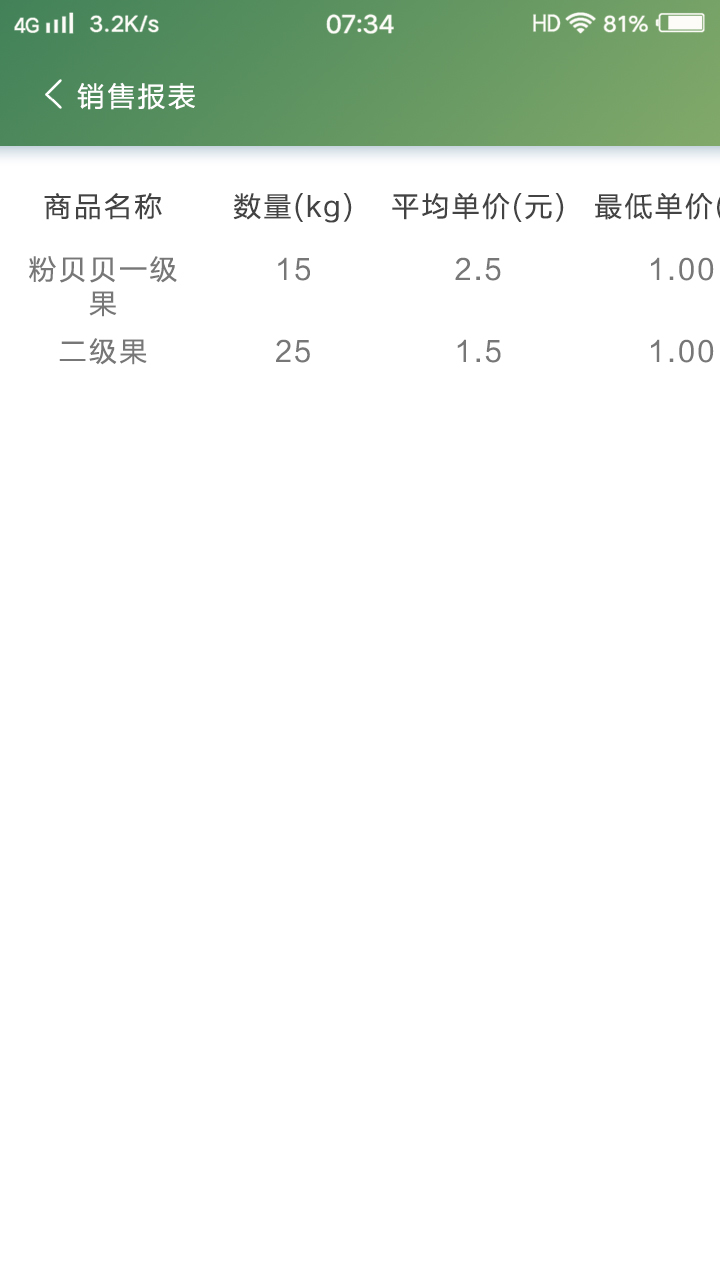 4G 3.2K/s 07:34 HD 81%
销售报表
商品名称 数量(kg) 平均单价(元) 最低单价(
粉贝贝一级 15 2.5 1.00
果
二级果 25 1.5 1.00